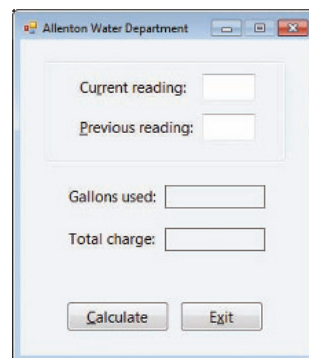 Allenton Water Department
Current reading:
Previous reading:
Gallons used:
Total charge:
Calculate Exit